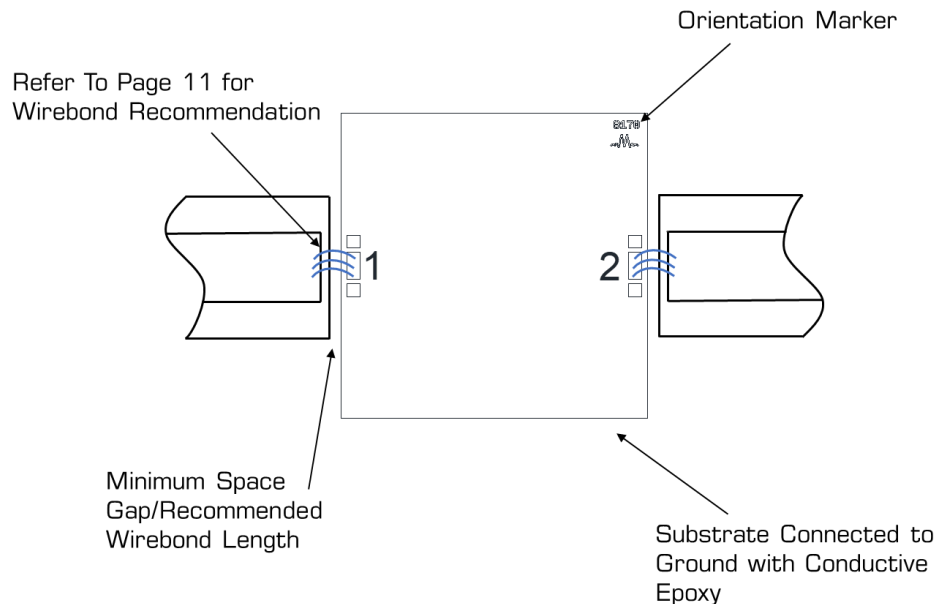 Orientation Marker
Refer To Page 11 for
Wirebond Recommendation
1
2
Minimum Space
Gap/Recommended
Wirebond Length
Substrate Connected to
Ground with Conductive
Epoxy